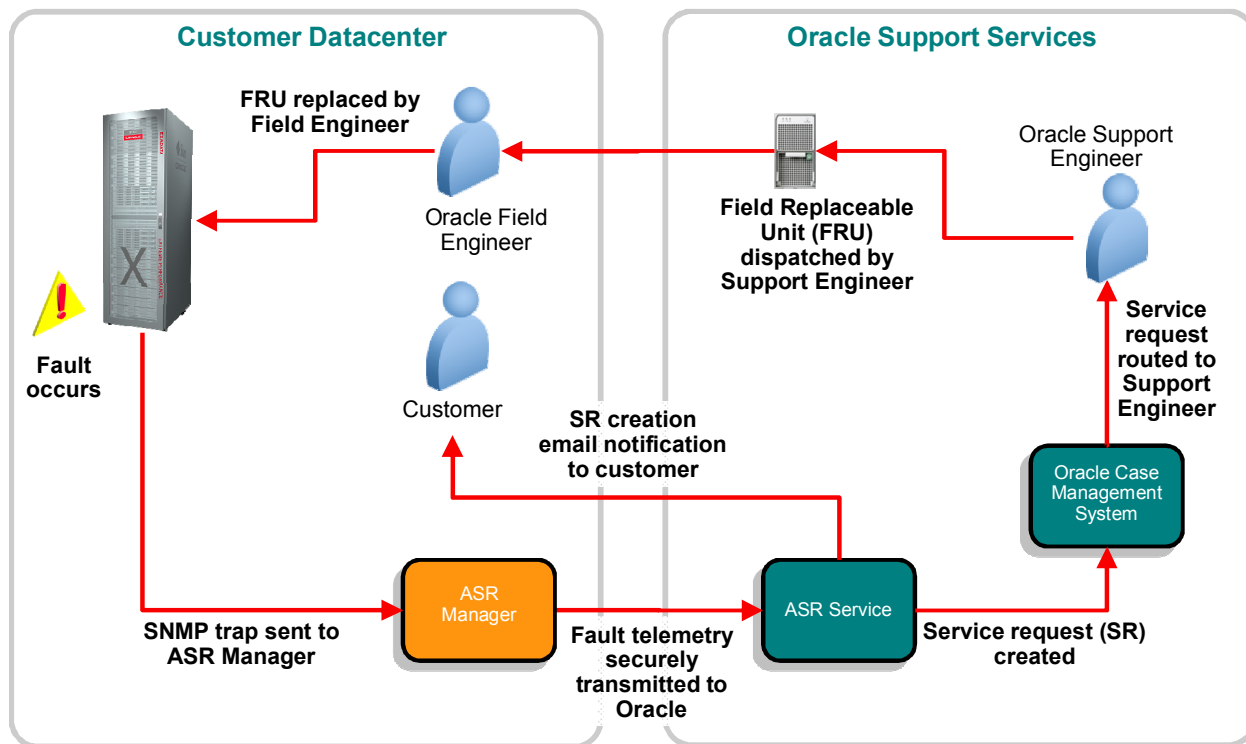 Customer Datacenter
Oracle Support Services
FRU replaced by
Field Engineer
Oracle Field
Engineer
Field Replaceable
Unit (FRU)
dispatched by
Support Engineer
Oracle Support
Engineer
X
Fault
occurs
Customer
Service
request
routed to
Support
Engineer
SR creation
email notification
to customer
Oracle Case
Management
System
ASR
Manager
ASR Service
SNMP trap sent to
ASR Manager
Fault telemetry
securely
transmitted to
Oracle
Service request (SR)
created